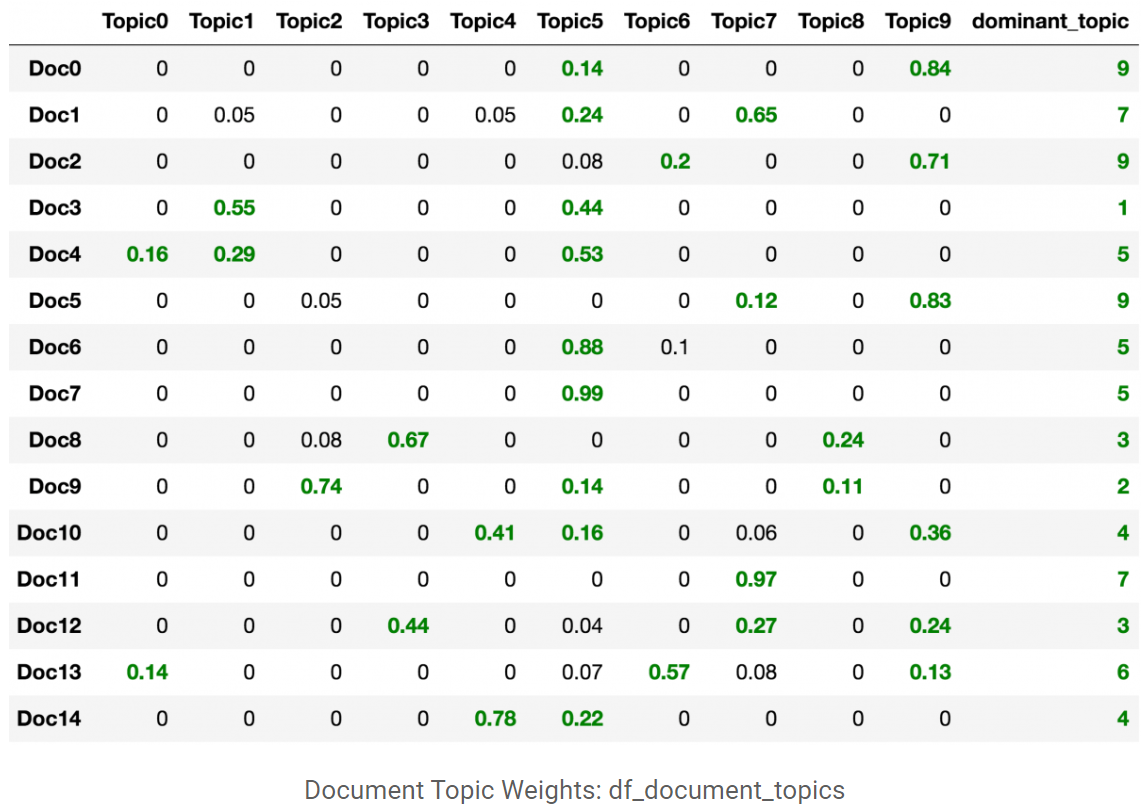 Topic0 Topic1 Topic2 Topic3 Topic4 Topic5 Topic6 Topic7 Topic8 Topic9 dominant_topic
Doc0 0 0 0 0 0 0.14 0 0 0 0.84 9
Doc1 0 0.05 0 0 0.05 0.24 0 0.65 0 0 7
Doc2 0 0 0 0 0 0.08 0.2 0 0 0.71 9
Doc3 0 0.55 0 0 0 0.44 0 0 0 0 1
Doc4 0.16 0.29 0 0 0 0.53 0 0 0 0 5
Doc5 0 0 0.05 0 0 0 0 0.12 0 0.83 9
Doc6 0 0 0 0 0 0.88 0.1 0 0 0 5
Doc7 0 0 0 0 0 0.99 0 0 0 0 5
Doc8 0 0 0.08 0.67 0 0 0 0 0.24 0 3
Doc9 0 0 0.74 0 0 0.14 0 0 0.11 0 2
Doc10 0 0 0 0 0.41 0.16 0 0.06 0 0.36 4
Doc11 0 0 0 0 0 0 0 0.97 0 0 7
Doc12 0 0 0 0.44 0 0.04 0 0.27 0 0.24 3
Doc13 0.14 0 0 0 0 0.07 0.57 0.08 0 0.13 6
Doc14 0 0 0 0 0.78 0.22 0 0 0 0 4
Document Topic Weights: df_document_topics